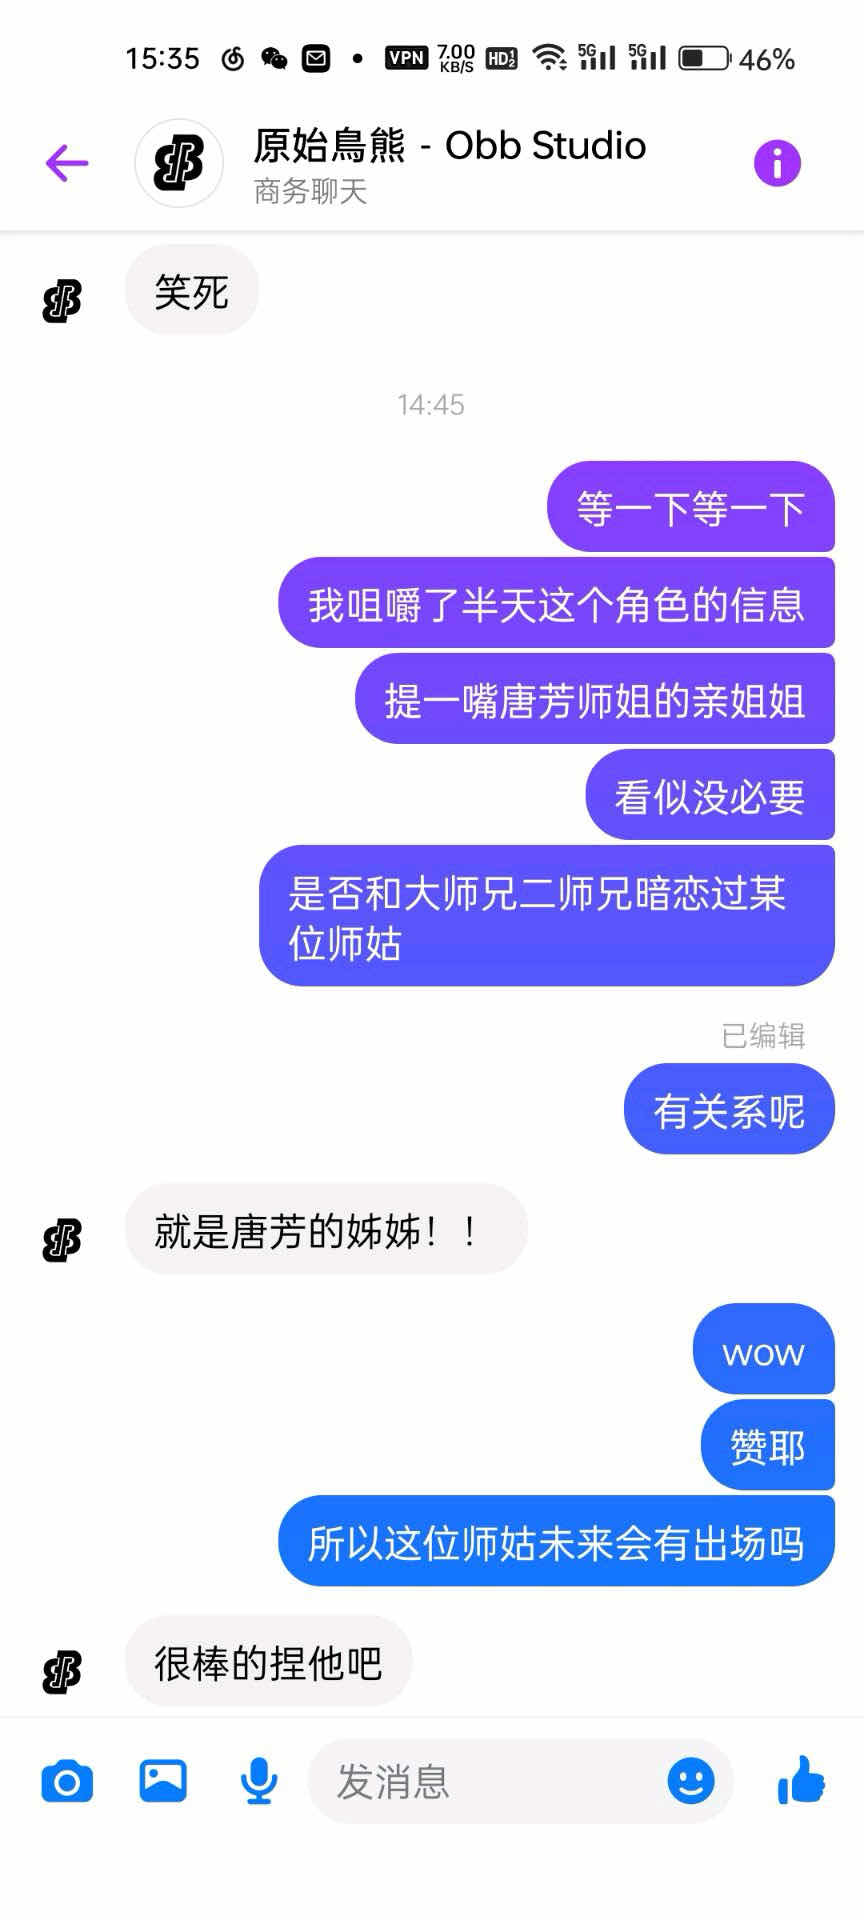 15:35 VPN 7.00 KB/S HD 1 2 5G 5G 46%
原始鳥熊 - Obb Studio
商务聊天
笑死
14:45
等一下等一下
我咀嚼了半天这个角色的信息
提一嘴唐芳师姐的亲姐姐
看似没必要
是否和大师兄二师兄暗恋过某
位师姑
已编辑
有关系呢
就是唐芳的姊姊！！
wow
赞耶
所以这位师姑未来会有出场吗
很棒的捏他吧
发消息